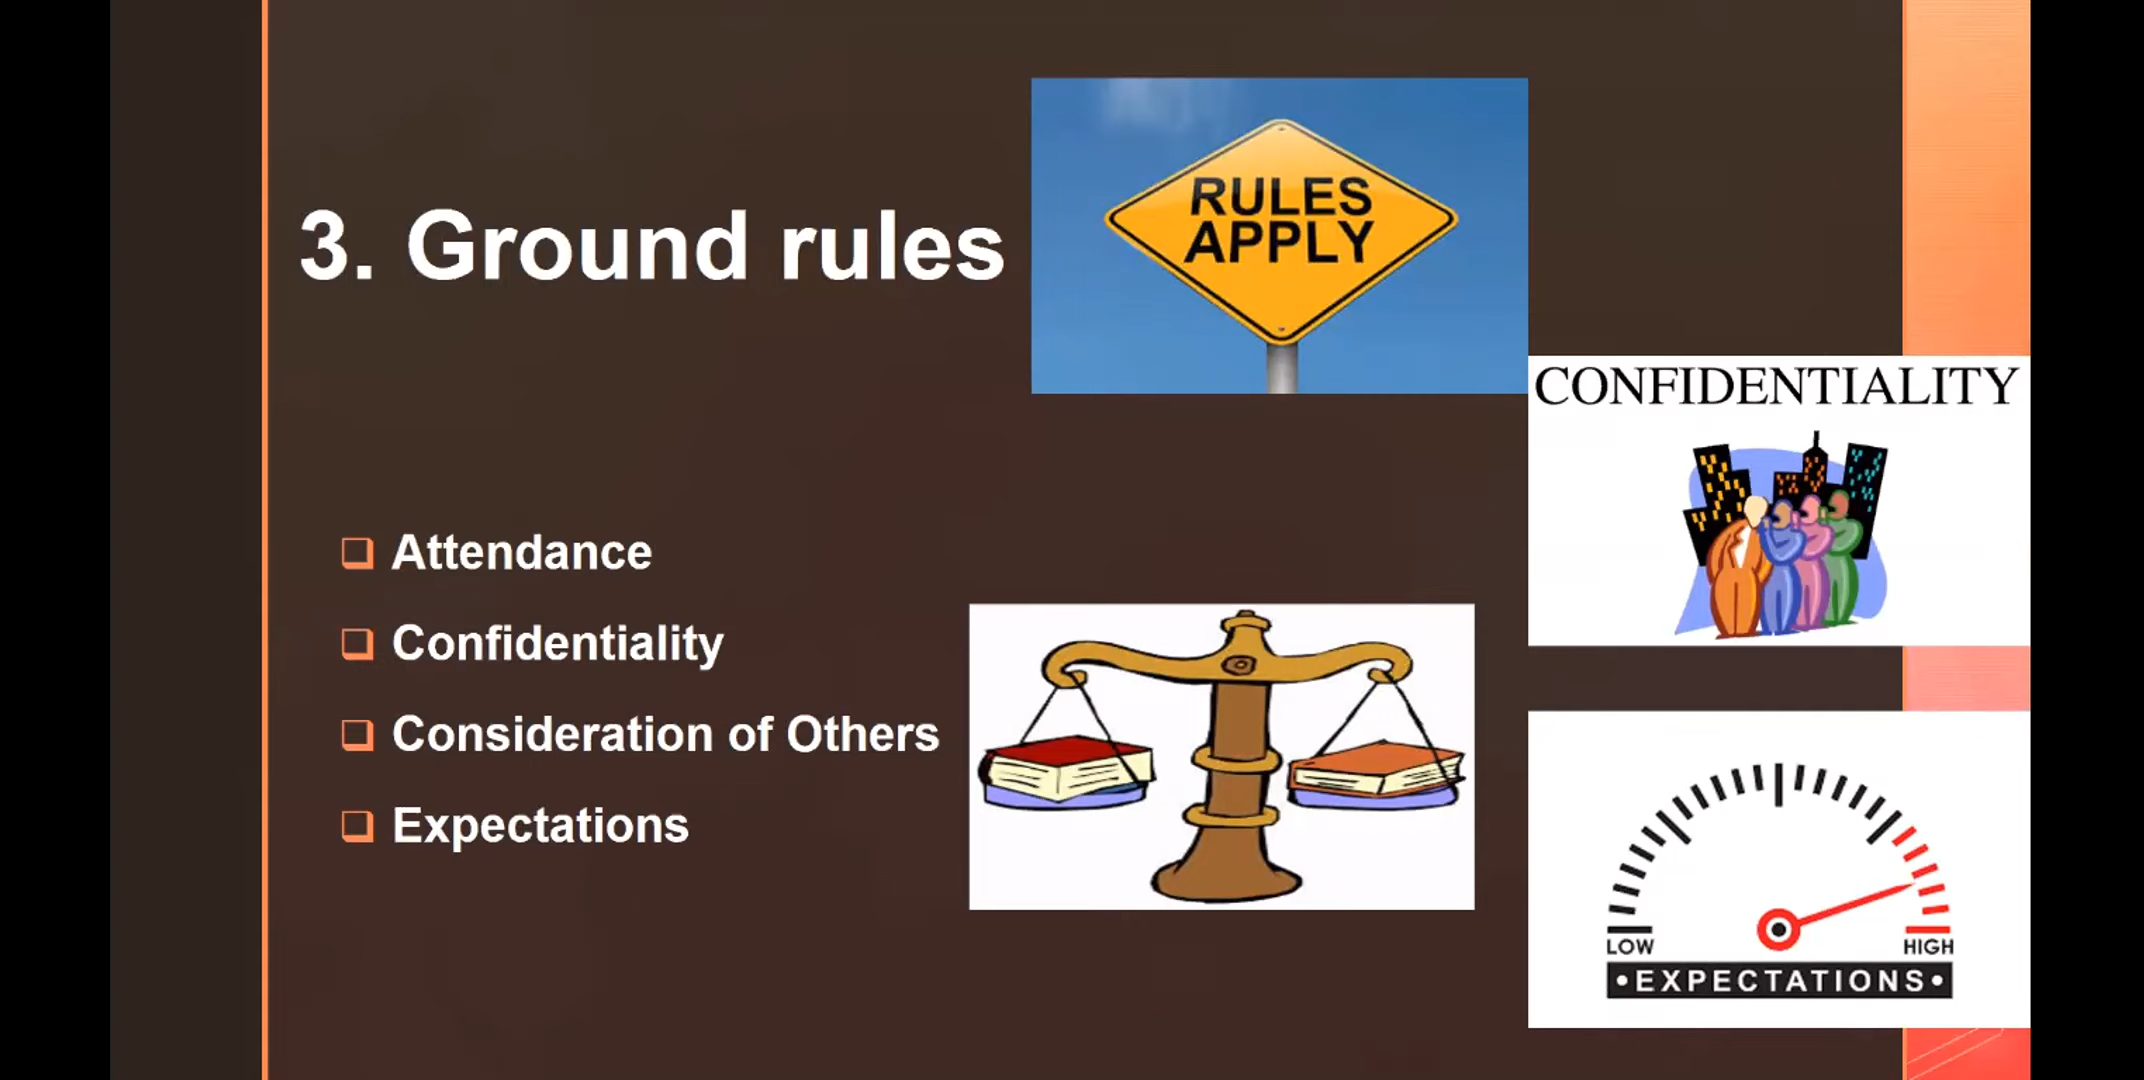 3. Ground rules
RULES
APPLY
CONFIDENTIALITY
Attendance
Confidentiality
Consideration of Others
Expectations
LOW
HIGH
•EXPECTATIONS•